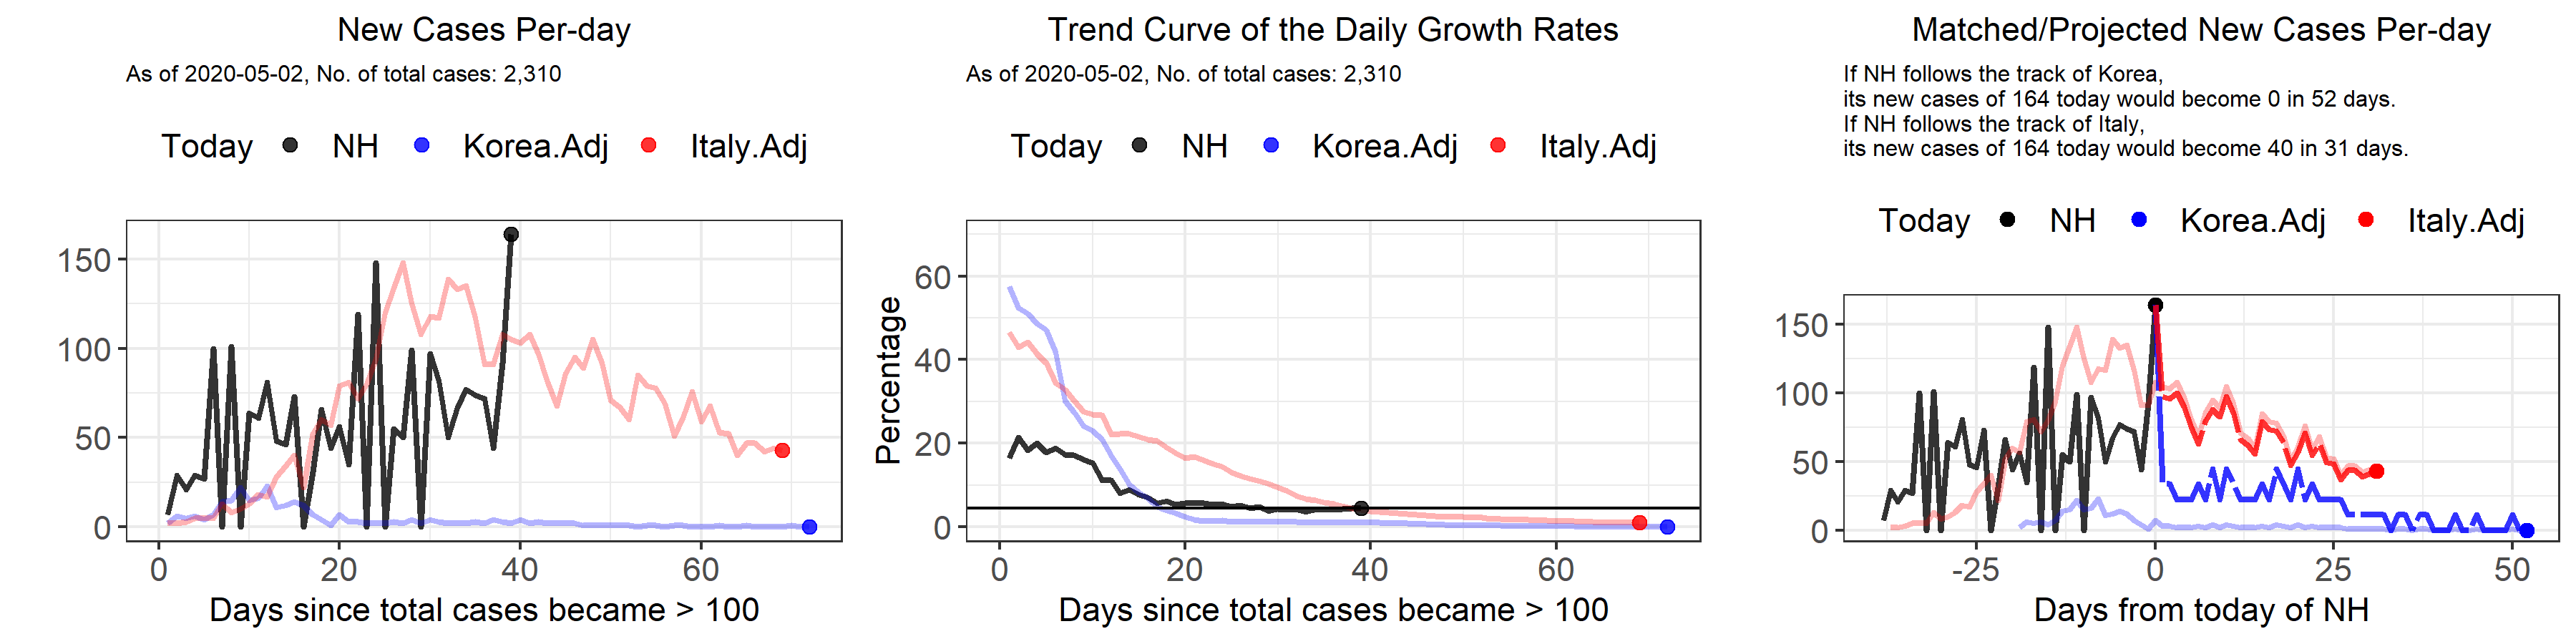 New Cases Per-day
As of 2020-05-02, No. of total cases: 2,310
Today NH Korea.Adj Italy.Adj
150
100
50
0
0 20 40 60
Days since total cases became > 100
Trend Curve of the Daily Growth Rates
As of 2020-05-02, No. of total cases: 2,310
Today NH Korea.Adj Italy.Adj
Percentage
60
40
20
0
0 20 40 60
Days since total cases became > 100
Matched/Projected New Cases Per-day
If NH follows the track of Korea,
its new cases of 164 today would become 0 in 52 days.
If NH follows the track of Italy,
its new cases of 164 today would become 40 in 31 days.
Today NH Korea.Adj Italy.Adj
150
100
50
0
-25 0 25 50
Days from today of NH